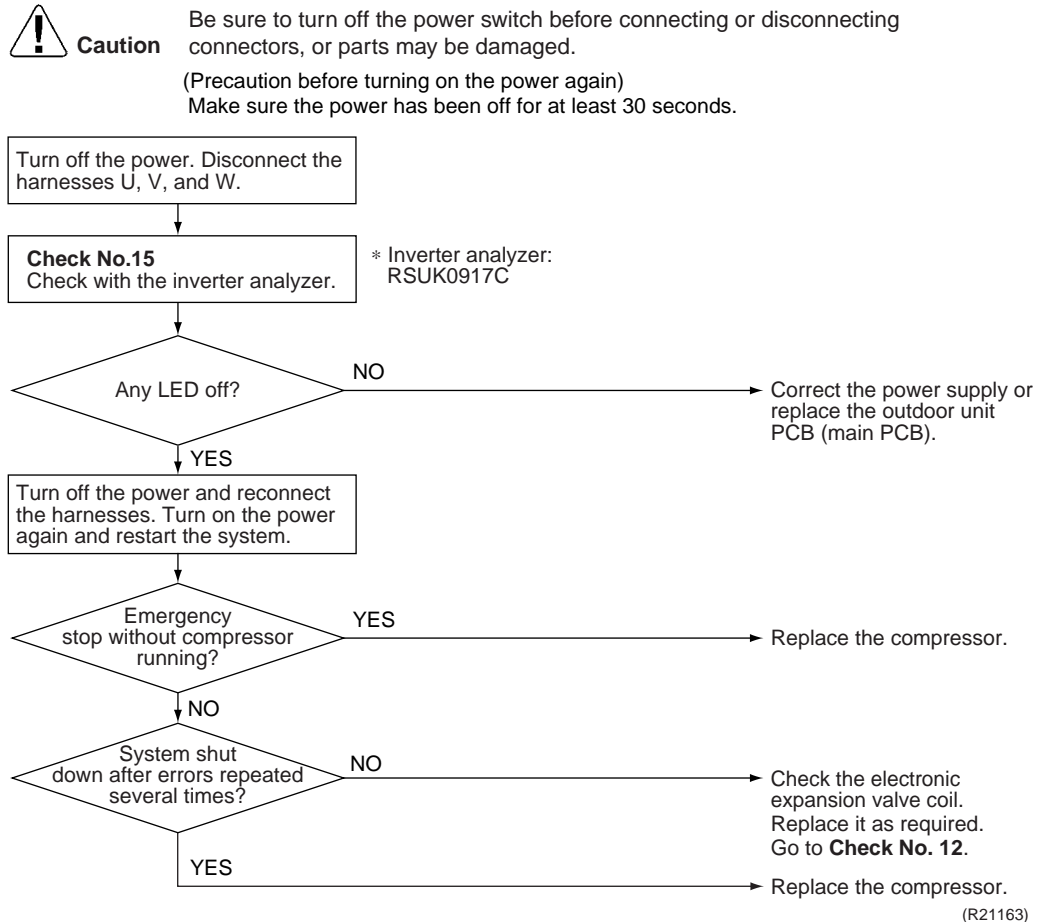 Caution
Be sure to turn off the power switch before connecting or disconnecting
connectors, or parts may be damaged.
(Precaution before turning on the power again)
Make sure the power has been off for at least 30 seconds.
Turn off the power. Disconnect the
harnesses U, V, and W.
Check No.15
Check with the inverter analyzer.
* Inverter analyzer:
RSUK0917C
Any LED off?
NO
Correct the power supply or
replace the outdoor unit
PCB (main PCB).
YES
Turn off the power and reconnect
the harnesses. Turn on the power
again and restart the system.
Emergency
stop without compressor
running?
YES
Replace the compressor.
NO
System shut
down after errors repeated
several times?
NO
Check the electronic
expansion valve coil.
Replace it as required.
Go to Check No. 12.
YES
Replace the compressor.
(R21163)